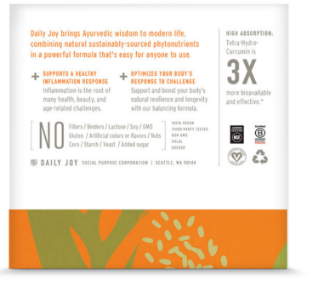 Daily Joy brings Ayurvedic wisdom to modern life,
combining natural sustainably-sourced phytonutrients
in a powerful formula that's easy for anyone to use.
+ SUPPORTS A HEALTHY
INFLAMMATION RESPONSE
Inflammation is the root of
many health, beauty, and
age-related challenges.
+ OPTIMIZES YOUR BODY'S
RESPONSE TO CHALLENGE
Support and boost your body's
natural resilience and longevity
with our balancing formula.
HIGH ABSORPTION:
Tetra-Hydro-
Curcumin is
3X
more bioavailable
and effective.*
NO
Fillers / Binders / Lactose / Soy / GMO
Gluten / Artificial colors or flavors / Nuts
Corn / Starch / Yeast / Added sugar
100% VEGAN
THIRD PARTY TESTED
NON GMO
HALAL
KOSHER
DAILY JOY SOCIAL PURPOSE CORPORATION | SEATTLE, WA 98104